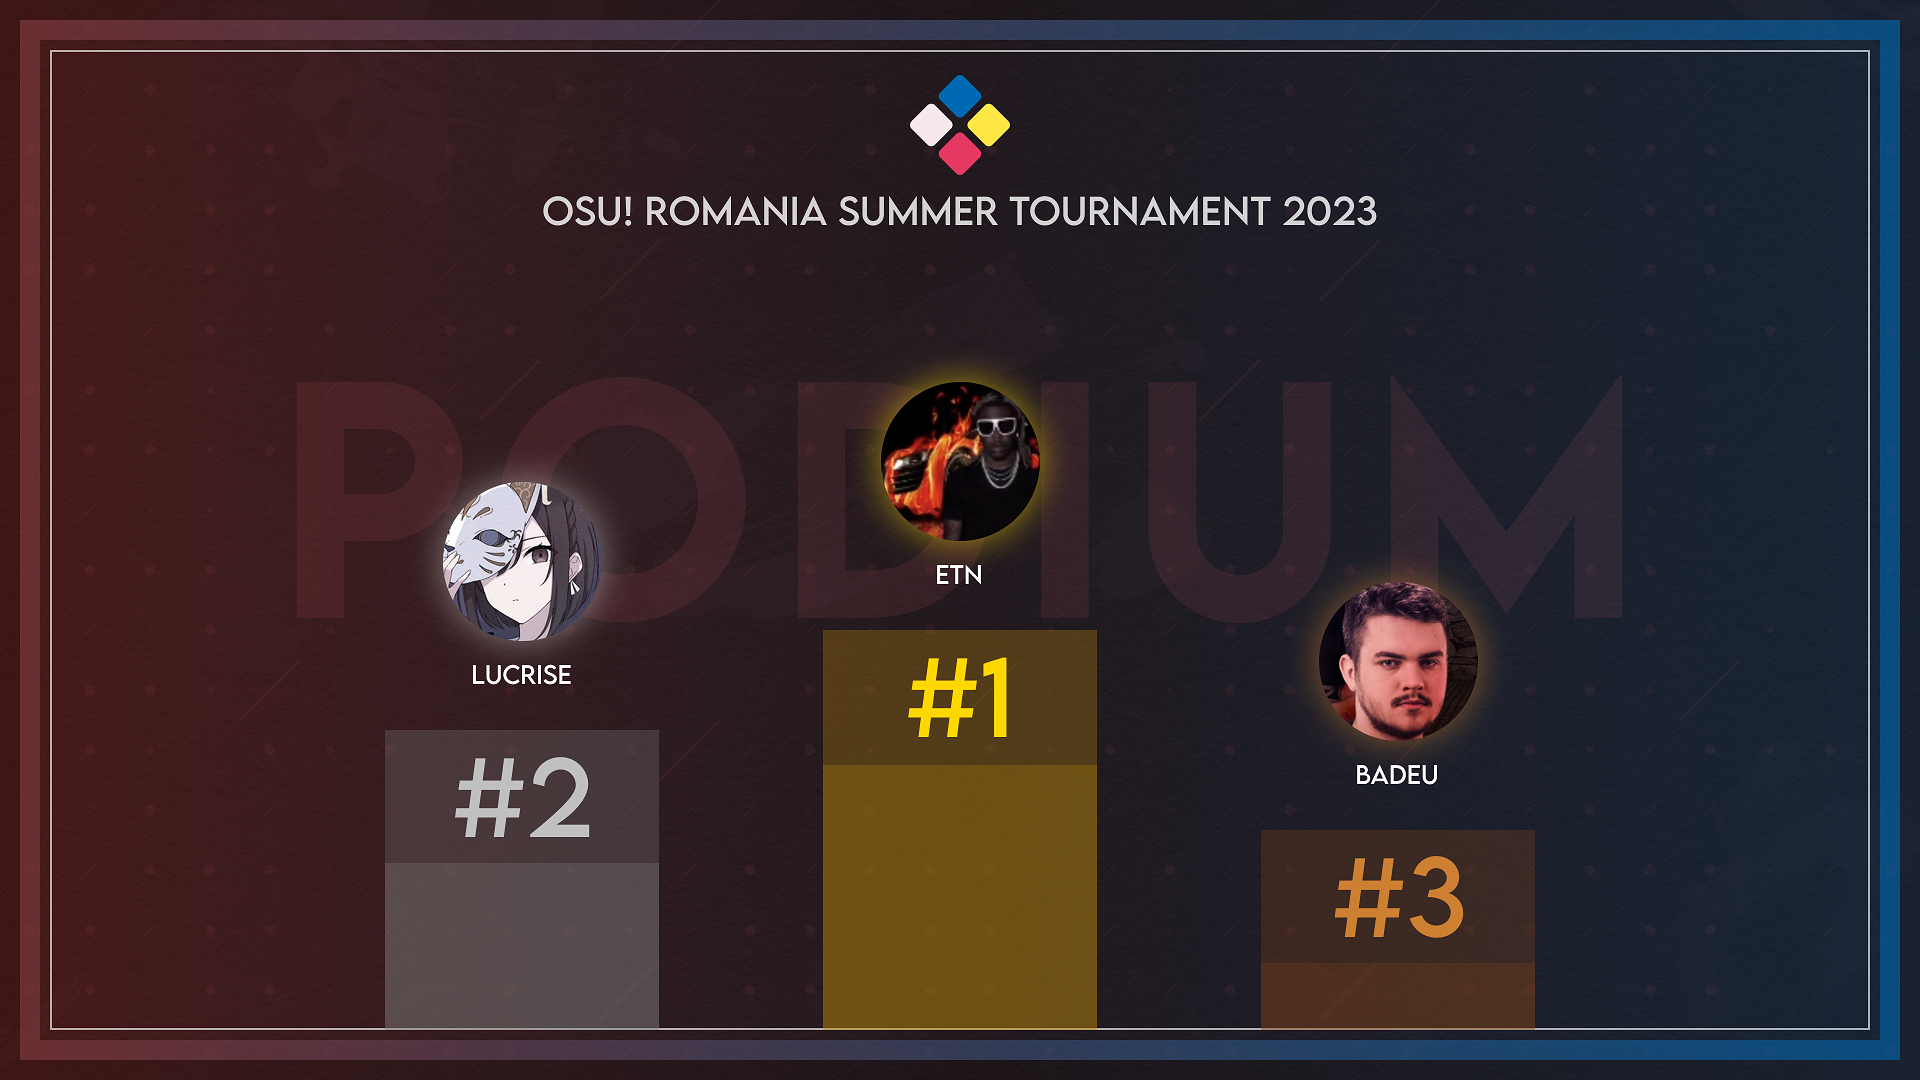 OSU! ROMANIA SUMMER TOURNAMENT 2023
PODIUM
ETN
#1
LUCRISE
#2
BADEU
#3